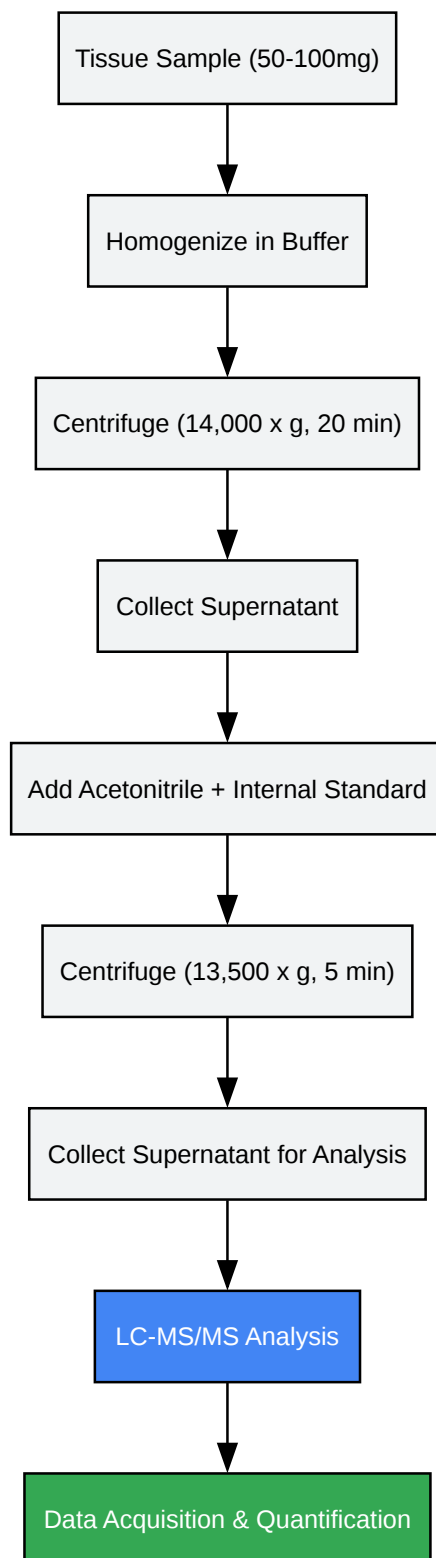 Tissue Sample (50-100mg)
Homogenize in Buffer
Centrifuge (14,000 x g, 20 min)
Collect Supernatant
Add Acetonitrile + Internal Standard
Centrifuge (13,500 x g, 5 min)
Collect Supernatant for Analysis
LC-MS/MS Analysis
Data Acquisition & Quantification